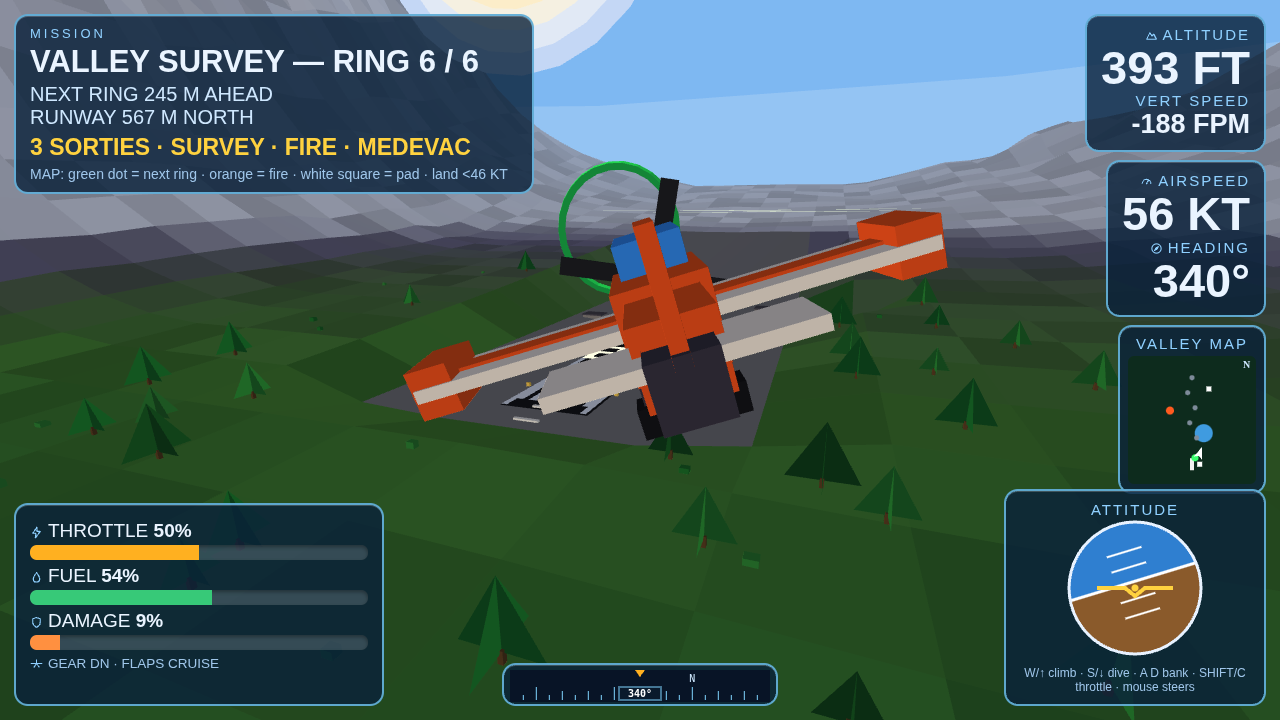 MISSION
VALLEY SURVEY — RING 6 / 6
NEXT RING 245 M AHEAD
RUNWAY 567 M NORTH
3 SORTIES · SURVEY · FIRE · MEDEVAC
MAP: green dot = next ring · orange = fire · white square = pad · land <46 KT
ALTITUDE
393 FT
VERT SPEED
-188 FPM
AIRSPEED
56 KT
HEADING
340°
VALLEY MAP
N
THROTTLE 50%
FUEL 54%
DAMAGE 9%
GEAR DN · FLAPS CRUISE
N
340°
ATTITUDE
W/↑ climb · S/↓ dive · A D bank · SHIFT/C
throttle · mouse steers